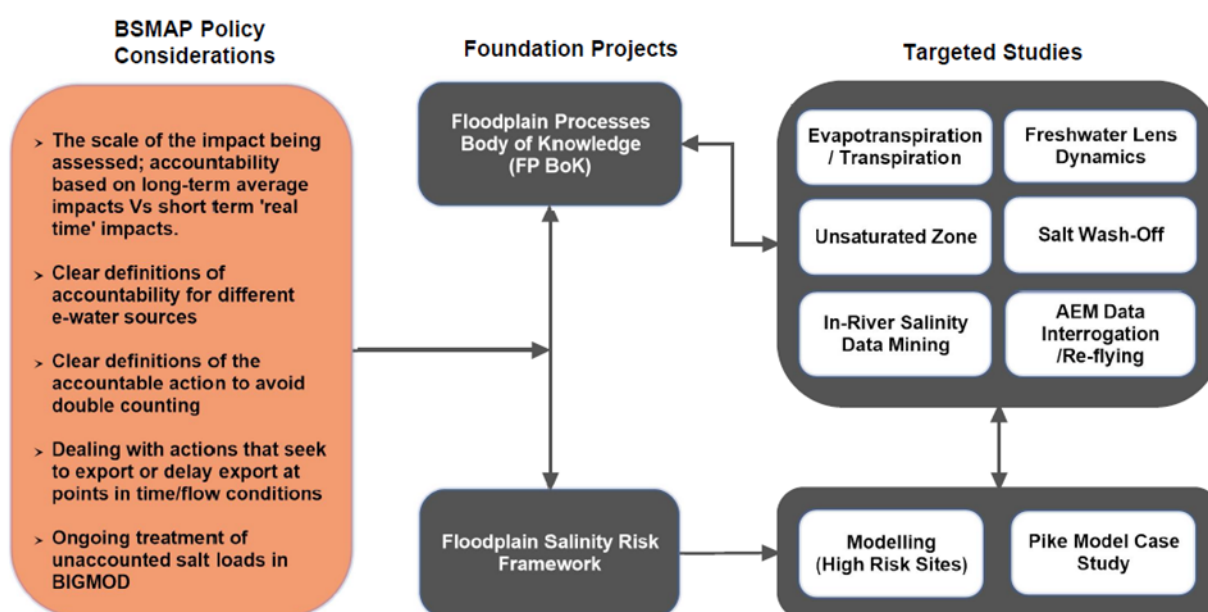 BSMAP Policy
Considerations
➤ The scale of the impact being
assessed; accountability
based on long-term average
impacts Vs short term 'real
time' impacts.
➤ Clear definitions of
accountability for different
e-water sources
➤ Clear definitions of the
accountable action to avoid
double counting
➤ Dealing with actions that seek
to export or delay export at
points in time/flow conditions
➤ Ongoing treatment of
unaccounted salt loads in
BIGMOD
Foundation Projects
Floodplain Processes
Body of Knowledge
(FP BoK)
Floodplain Salinity Risk
Framework
Targeted Studies
Evapotranspiration
/ Transpiration
Freshwater Lens
Dynamics
Unsaturated Zone
Salt Wash-Off
In-River Salinity
Data Mining
AEM Data
Interrogation
/Re-flying
Modelling
(High Risk Sites)
Pike Model Case
Study